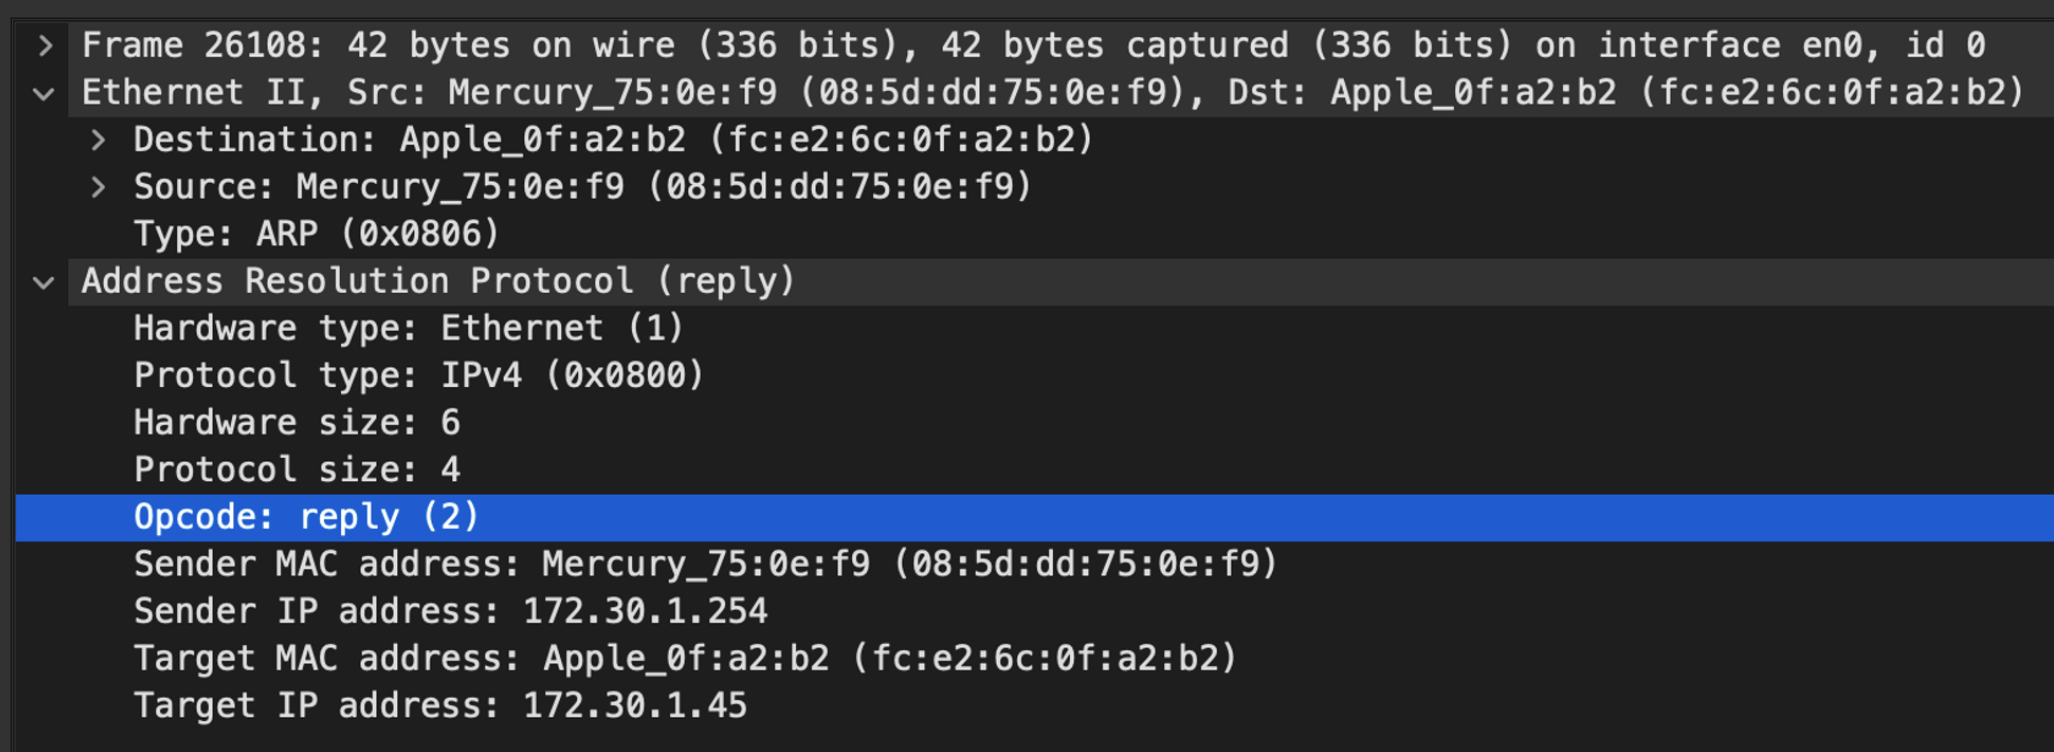 Frame 26108: 42 bytes on wire (336 bits), 42 bytes captured (336 bits) on interface en0, id 0
Ethernet II, Src: Mercury_75:0e:f9 (08:5d:dd:75:0e:f9), Dst: Apple_0f:a2:b2 (fc:e2:6c:0f:a2:b2)
Destination: Apple_0f:a2:b2 (fc:e2:6c:0f:a2:b2)
Source: Mercury_75:0e:f9 (08:5d:dd:75:0e:f9)
Type: ARP (0x0806)
Address Resolution Protocol (reply)
Hardware type: Ethernet (1)
Protocol type: IPv4 (0x0800)
Hardware size: 6
Protocol size: 4
Opcode: reply (2)
Sender MAC address: Mercury_75:0e:f9 (08:5d:dd:75:0e:f9)
Sender IP address: 172.30.1.254
Target MAC address: Apple_0f:a2:b2 (fc:e2:6c:0f:a2:b2)
Target IP address: 172.30.1.45